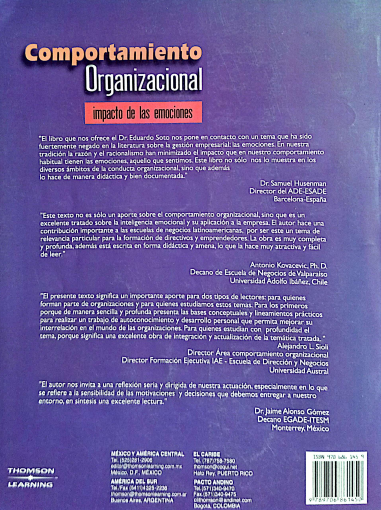 Comportamiento
Organizacional
impacto de las emociones
"El libro que nos ofrece el Dr. Eduardo Soto nos pone en contacto con un tema que ha sido
fuertemente negado en la literatura sobre la gestión empresarial: las emociones. En nuestra
tradición la razón y el racionalismo han minimizado el impacto que en nuestro comportamiento
habitual tienen las emociones, aquello que sentimos. Este libro no sólo nos lo muestra en los
diversos ámbitos de la conducta organizacional, sino que además
lo hace de manera didáctica y bien documentada."
Dr. Samuel Husenman
Director del ADE-ESADE
Barcelona-España
"Este texto no es sólo un aporte sobre el comportamiento organizacional, sino que es un
excelente tratado sobre la inteligencia emocional y su aplicación a la empresa. El autor hace una
contribución importante a las escuelas de negocios latinoamericanas, por ser este un tema de
relevancia particular para la formación de directivos y emprendedores. La obra es muy completa
y profunda, además está escrita en forma didáctica y amena, lo que la hace muy atractiva y fácil
de leer."
Antonio Kovacevic, Ph. D.
Decano de Escuela de Negocios de Valparaíso
Universidad Adolfo Ibáñez, Chile
"El presente texto significa un importante aporte para dos tipos de lectores: para quienes
forman parte de organizaciones y para quienes estudiamos estos temas. Para los primeros
porque de manera sencilla y profunda presenta las bases conceptuales y lineamientos prácticos
para realizar un trabajo de autoconocimiento y desarrollo personal que permita mejorar su
interrelación en el mundo de las organizaciones. Para quienes estudian con profundidad el
tema, porque significa una excelente obra de integración y actualización de la temática tratada."
Alejandro L. Sioli
Director: Área comportamiento organizacional
Director Formación Ejecutiva IAE - Escuela de Dirección y Negocios
Universidad Austral
"El autor nos invita a una reflexión seria y dirigida de nuestra actuación, especialmente en lo que
se refiere a la sensibilidad de las motivaciones y decisiones que debemos entregar a nuestro
entorno, en síntesis una excelente lectura."
Dr. Jaime Alonso Gómez
Decano EGADE-ITESM
Monterrey, México
THOMSON
LEARNING
MÉXICO Y AMÉRICA CENTRAL
Tel. (525)281-2906
editor@thomsonlearning.com.mx
México, D.F. MÉXICO
AMÉRICA DEL SUR
Tel./Fax (5411)4325-2236
@thomsonlearning.com.ar
Buenos Aires, ARGENTINA
EL CARIBE
Tel. (787)758-7580
thomson@coqui.net
Hato Rey, PUERTO RICO
PACTO ANDINO
Tel. (571)340-9470
Fax (571)340-9475
@andinet.com
Bogotá, COLOMBIA
ISBN 970 686 145 9
9 789706 861450